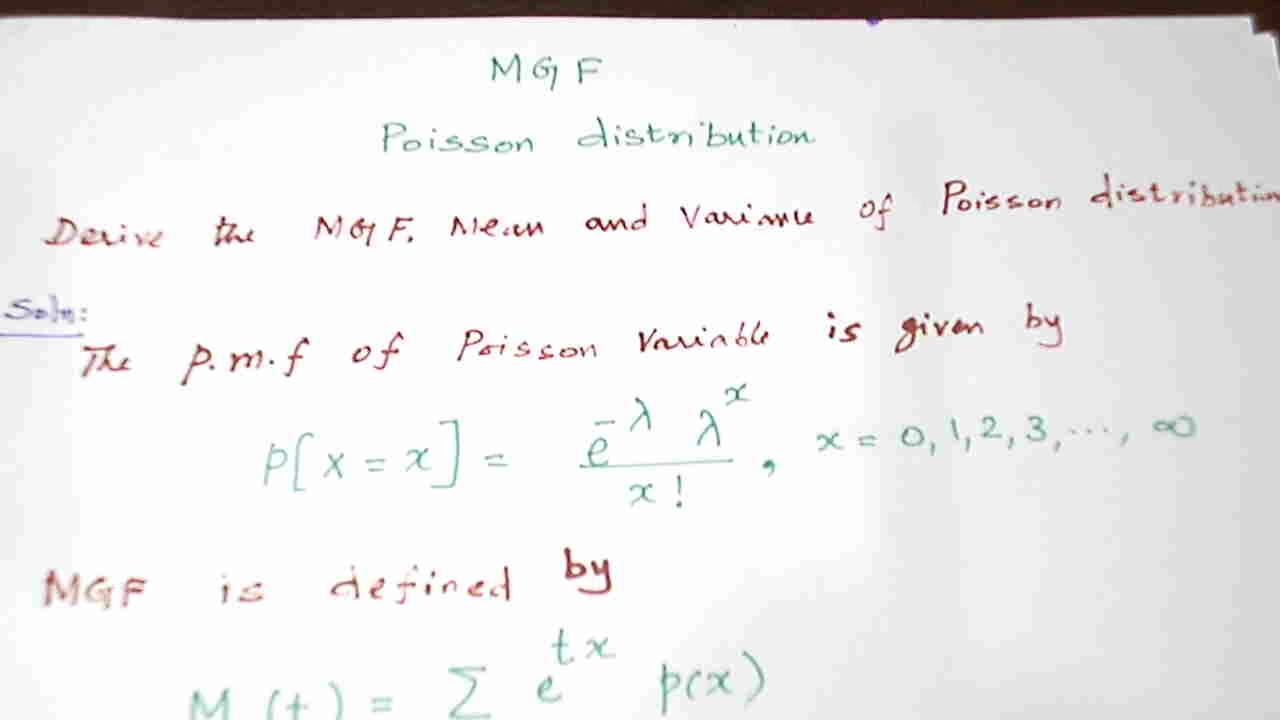 MGF
Poisson distribution
Derive the MGF, Mean and Variance of Poisson distribution
Soln:
The p.m.f of Poisson Variable is given by
P[X = x] = e^{-λ} λ^x / x! , x = 0, 1, 2, 3, ..., ∞
MGF is defined by
M (t) = Σ e^{tx} p(x)